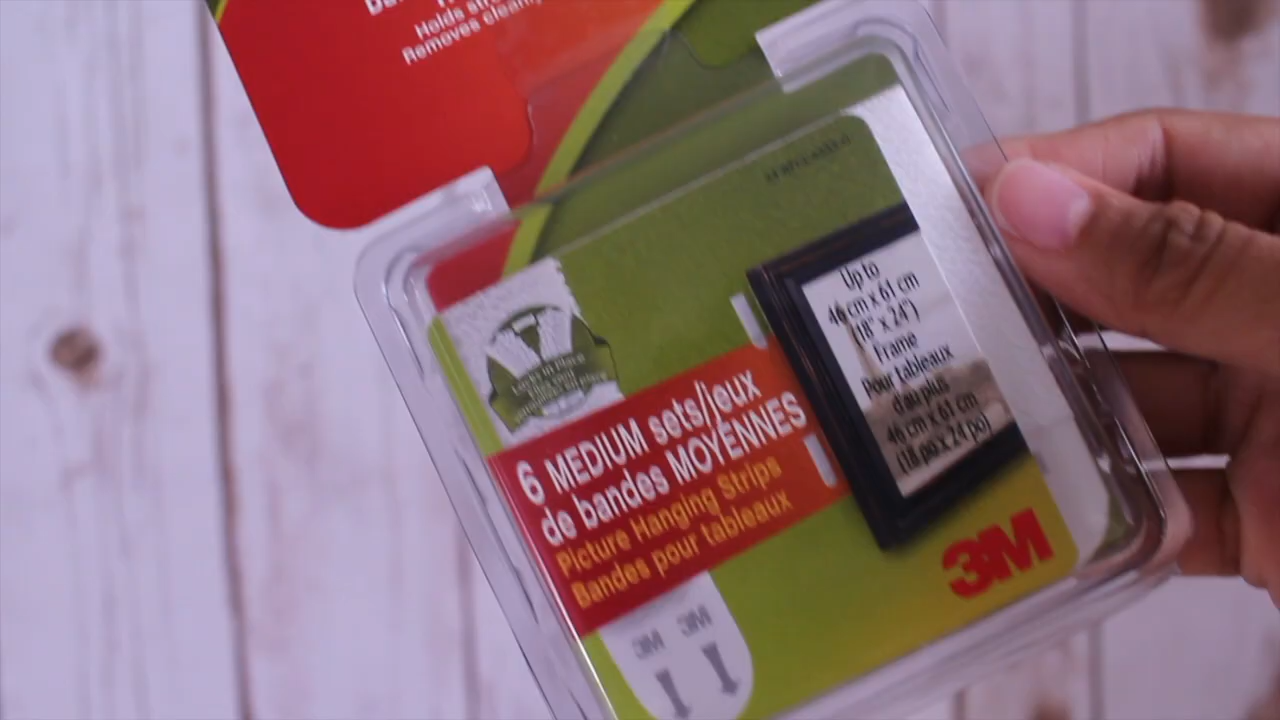 Holds
Removes
6 MEDIUM sets/jeux
de bandes MOYENNES
Picture Hanging Strips
Bandes pour tableaux
Up to
46 cm x 61 cm
(18" x 24")
Frame
Pour tableaux
d'au plus
46 cm x 61 cm
(18 po x 24 po)
3M
3M 3M